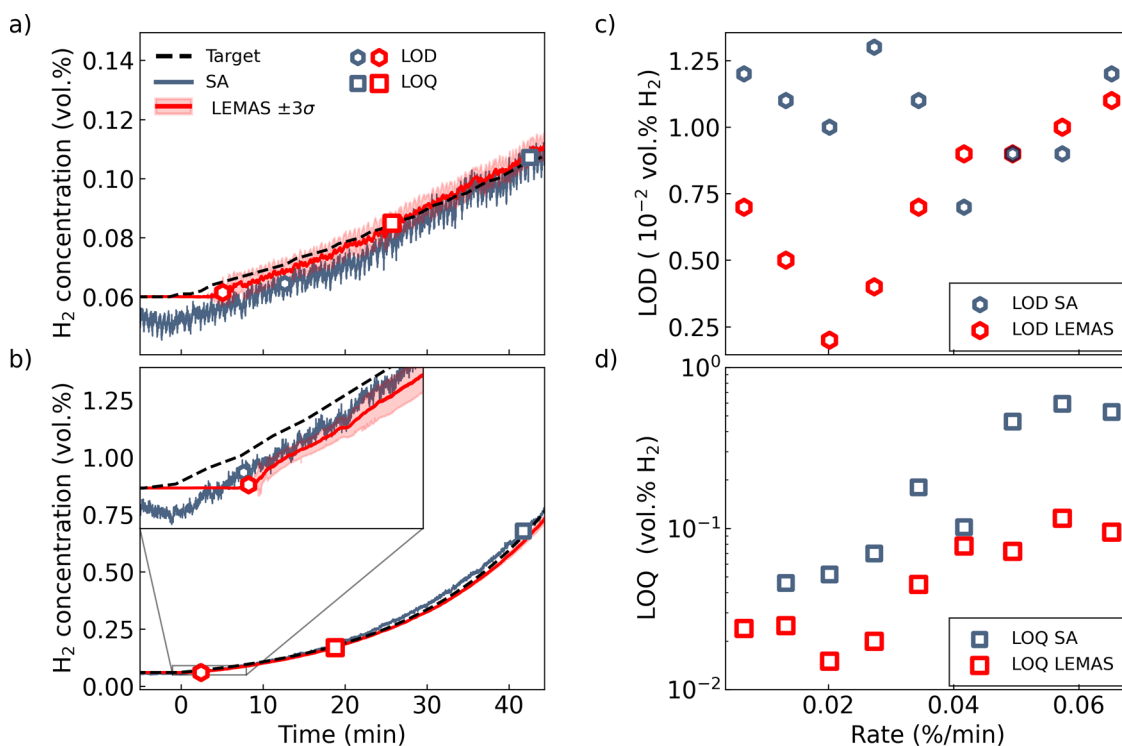 a)
H₂ concentration (vol.%)
0.14
0.12
0.10
0.08
0.06
Target
SA
LEMAS ±3σ
LOD
LOQ
b)
H₂ concentration (vol.%)
1.25
1.00
0.75
0.50
0.25
0.00
0 10 20 30 40
Time (min)
c)
LOD ( 10⁻² vol.% H₂)
1.25
1.00
0.75
0.50
0.25
LOD SA
LOD LEMAS
d)
LOQ (vol.% H₂)
10⁰
10⁻¹
10⁻²
LOQ SA
LOQ LEMAS
0.02 0.04 0.06
Rate (%/min)